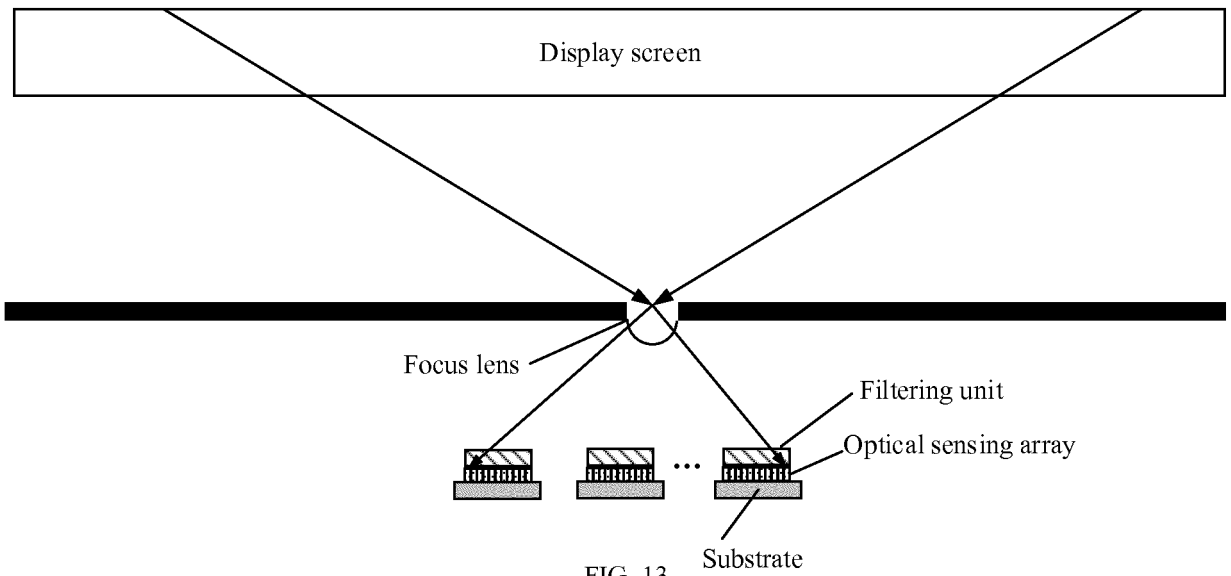 Display screen
Focus lens
Filtering unit
Optical sensing array
...
Substrate
FIG. 13